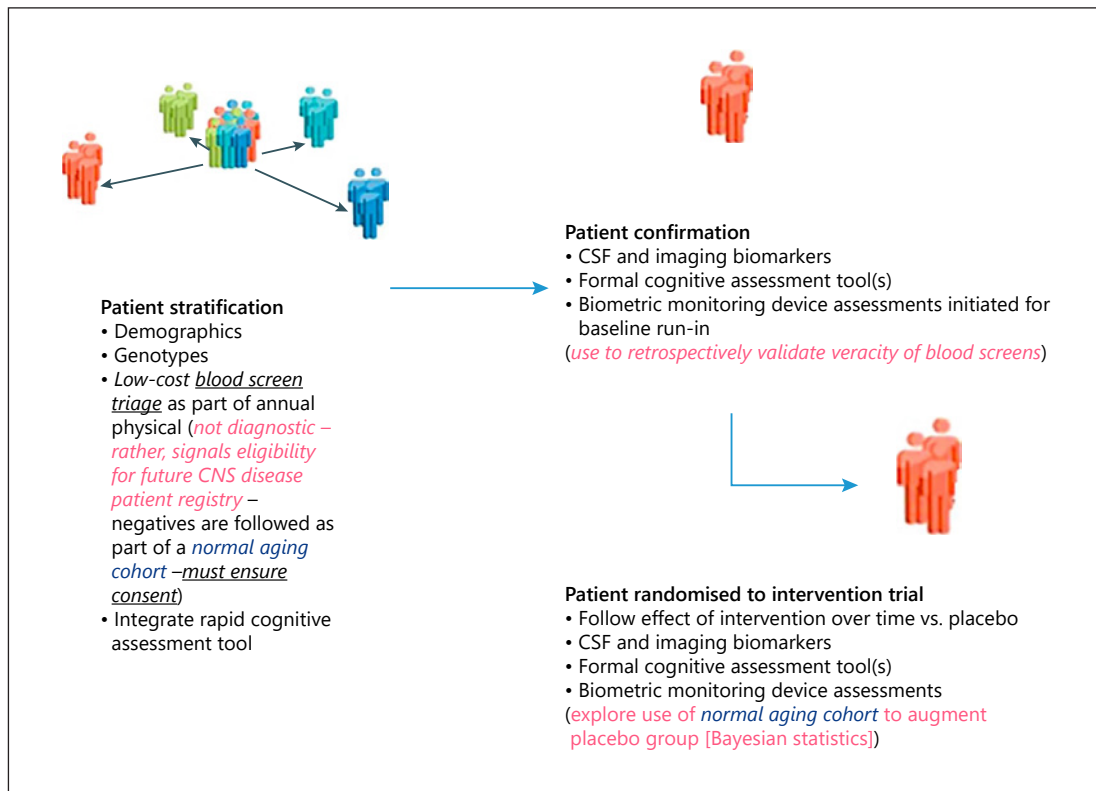 Patient stratification
• Demographics
• Genotypes
• Low-cost blood screen
triage as part of annual
physical (not diagnostic –
rather, signals eligibility
for future CNS disease
patient registry –
negatives are followed as
part of a normal aging
cohort –must ensure
consent)
• Integrate rapid cognitive
assessment tool
Patient confirmation
• CSF and imaging biomarkers
• Formal cognitive assessment tool(s)
• Biometric monitoring device assessments initiated for
baseline run-in
(use to retrospectively validate veracity of blood screens)
Patient randomised to intervention trial
• Follow effect of intervention over time vs. placebo
• CSF and imaging biomarkers
• Formal cognitive assessment tool(s)
• Biometric monitoring device assessments
(explore use of normal aging cohort to augment
placebo group [Bayesian statistics])